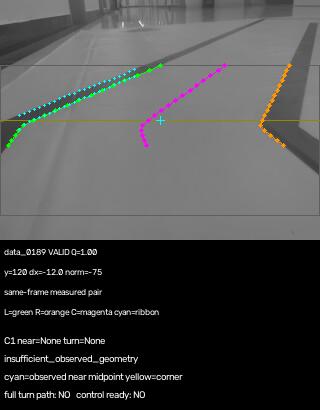 data_0189 VALID Q=1.00
y=120 dx=-12.0 norm=-75
same-frame measured pair
L=green R=orange C=magenta cyan=ribbon
C1 near=None turn=None
insufficient_observed_geometry
cyan=observed near midpoint yellow=corner
full turn path: NO control ready: NO